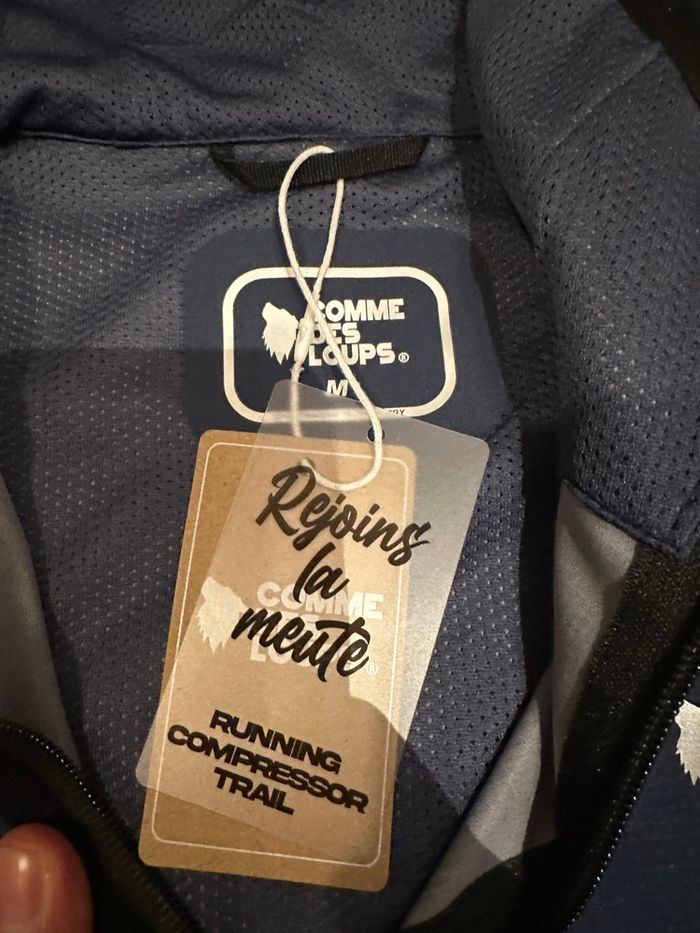 COMME
DES
LOUPS®
M
Rejoins
la
meute
COMME
LOUPS®
RUNNING
COMPRESSOR
TRAIL